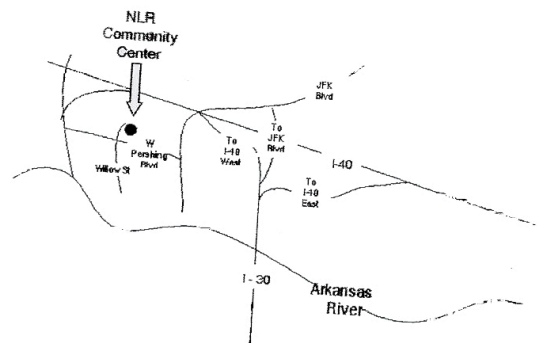 NLR
Community
Center
JFK
Blvd
To
JFK
Blvd
W
Pershing
Blvd
To
I-40
West
I-40
Willow St
To
I-40
East
I - 30
Arkansas
River